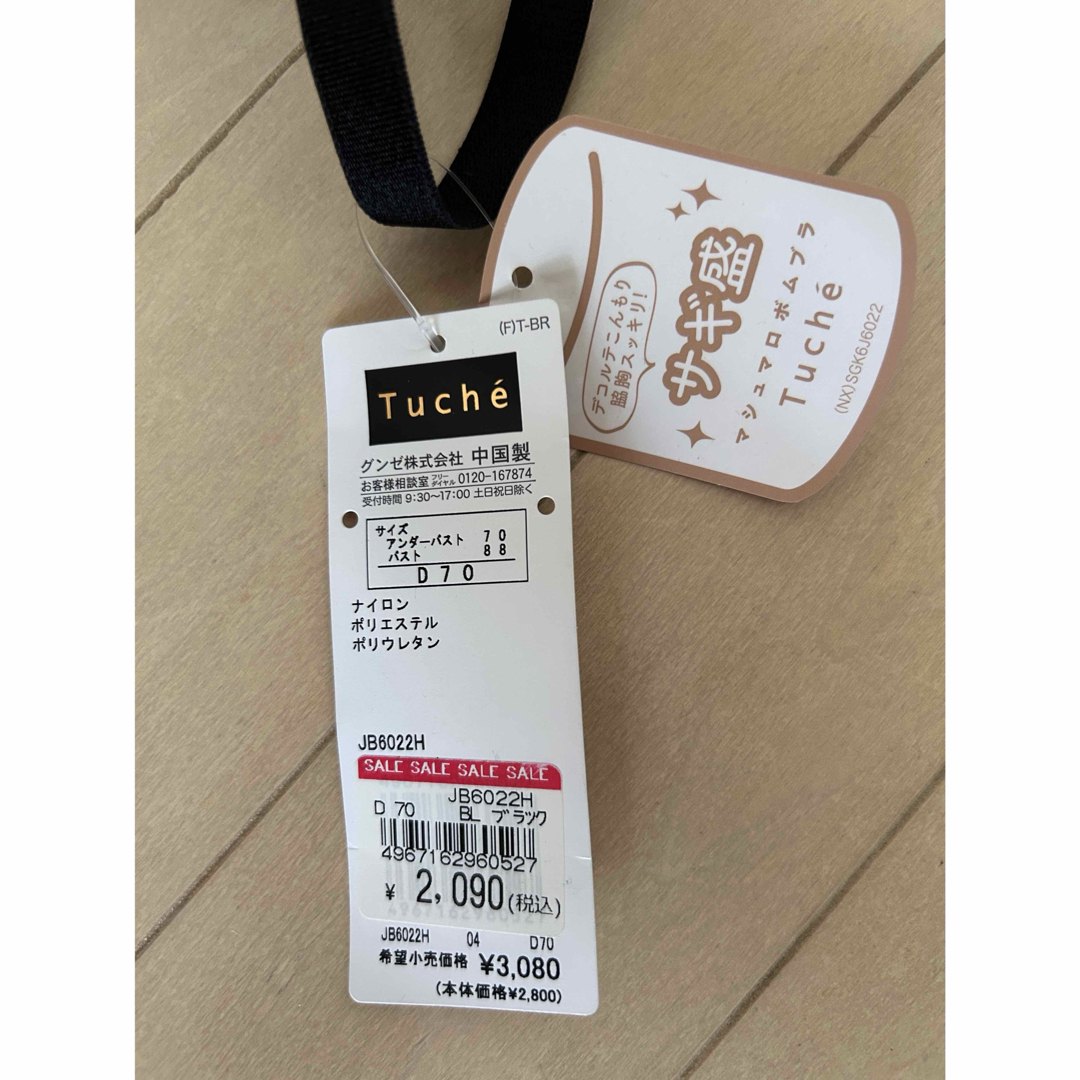 (F)T-BR
Tuché
グンゼ株式会社 中国製
お客様相談室 フリーダイヤル 0120-167874
受付時間 9:30〜17:00 土日祝日除く
サイズ
アンダーバスト 70
バスト 88
D70
ナイロン
ポリエステル
ポリウレタン
JB6022H
SALE SALE SALE SALE
JB6022H
D 70 BL ブラック
4967162960527
¥ 2,090(税込)
JB6022H 04 D70
希望小売価格 ¥3,080
(本体価格¥2,800)
デコルテこんもり
脇胸スッキリ!
サギ盛
マシュマロボムブラ
Tuché
(NX)SGK6J6022